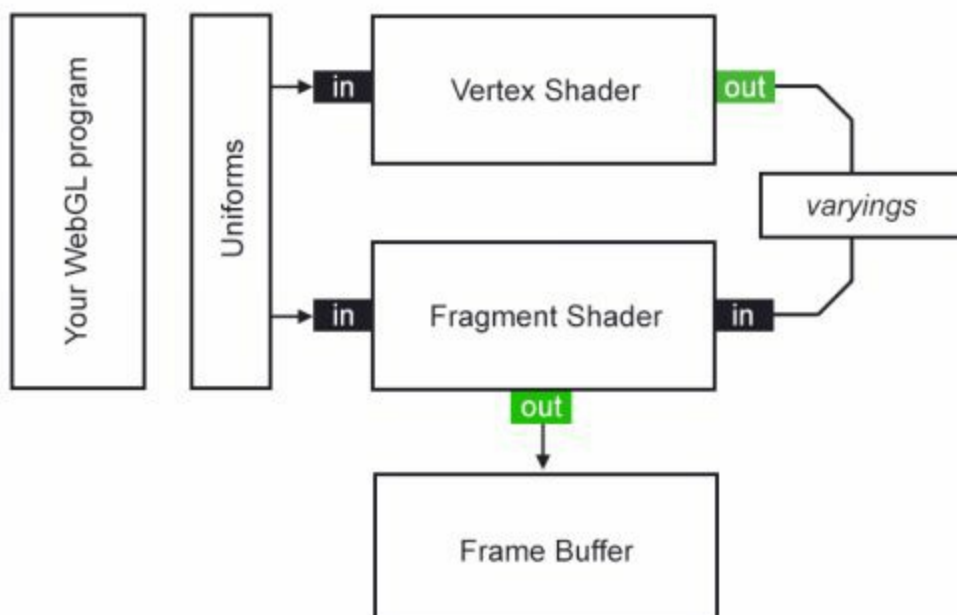 Your WebGL program
Uniforms
in
Vertex Shader
out
varyings
in
Fragment Shader
in
out
Frame Buffer